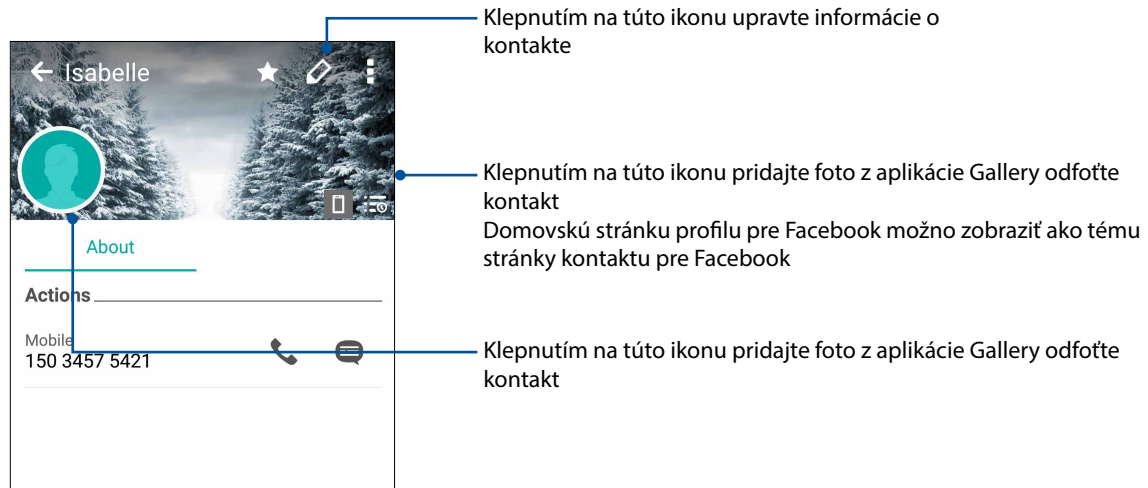 Klepnutím na túto ikonu upravte informácie o
kontakte
Isabelle
Klepnutím na túto ikonu pridajte foto z aplikácie Gallery odfoťte
kontakt
Domovskú stránku profilu pre Facebook možno zobraziť ako tému
stránky kontaktu pre Facebook
About
Actions
Mobile
150 3457 5421
Klepnutím na túto ikonu pridajte foto z aplikácie Gallery odfoťte
kontakt